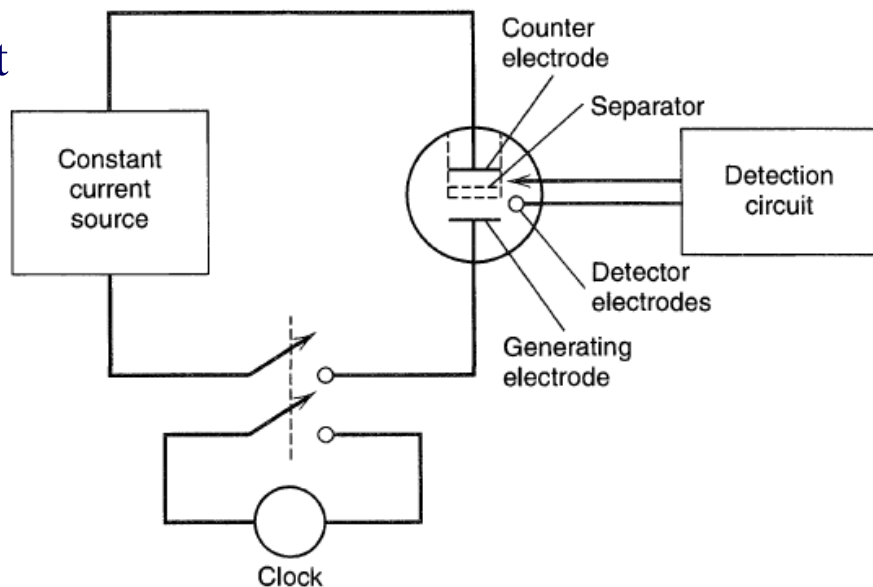 t
Counter
electrode
Separator
Constant
current
source
Detection
circuit
Detector
electrodes
Generating
electrode
Clock